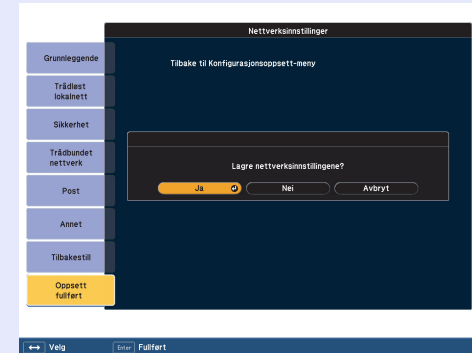 Nettverksinnstillinger
Grunnleggende
Tilbake til Konfigurasjonsoppsett-meny
Trådløst
lokalnett
Sikkerhet
Trådbundet
nettverk
Lagre nettverksinnstillingene?
Post
Ja
Nei
Avbryt
Annet
Tilbakestill
Oppsett
fullført
Velg
Enter Fullført